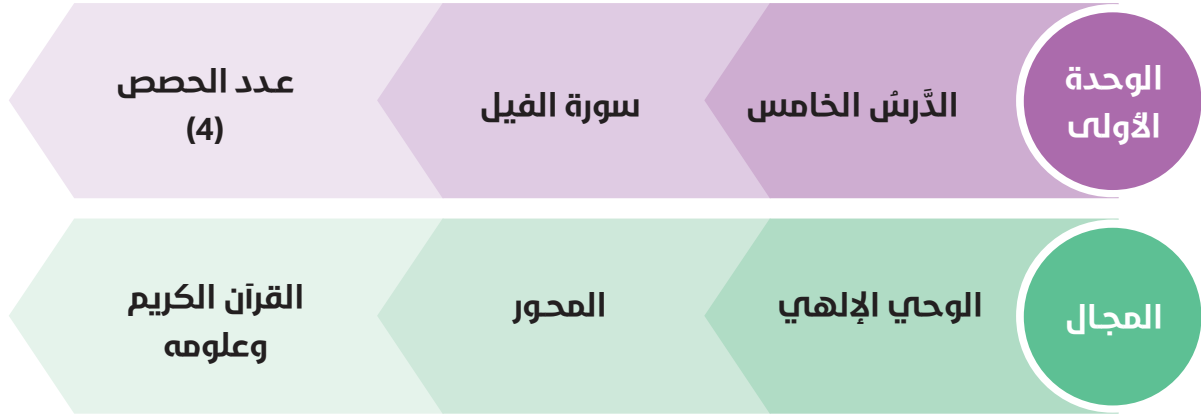 الوحدة
الأولى
الدَّرسُ الخامس
سورة الفيل
عدد الحصص
(4)
المجال
الوحي الإلهي
المحور
القرآن الكريم
وعلومه